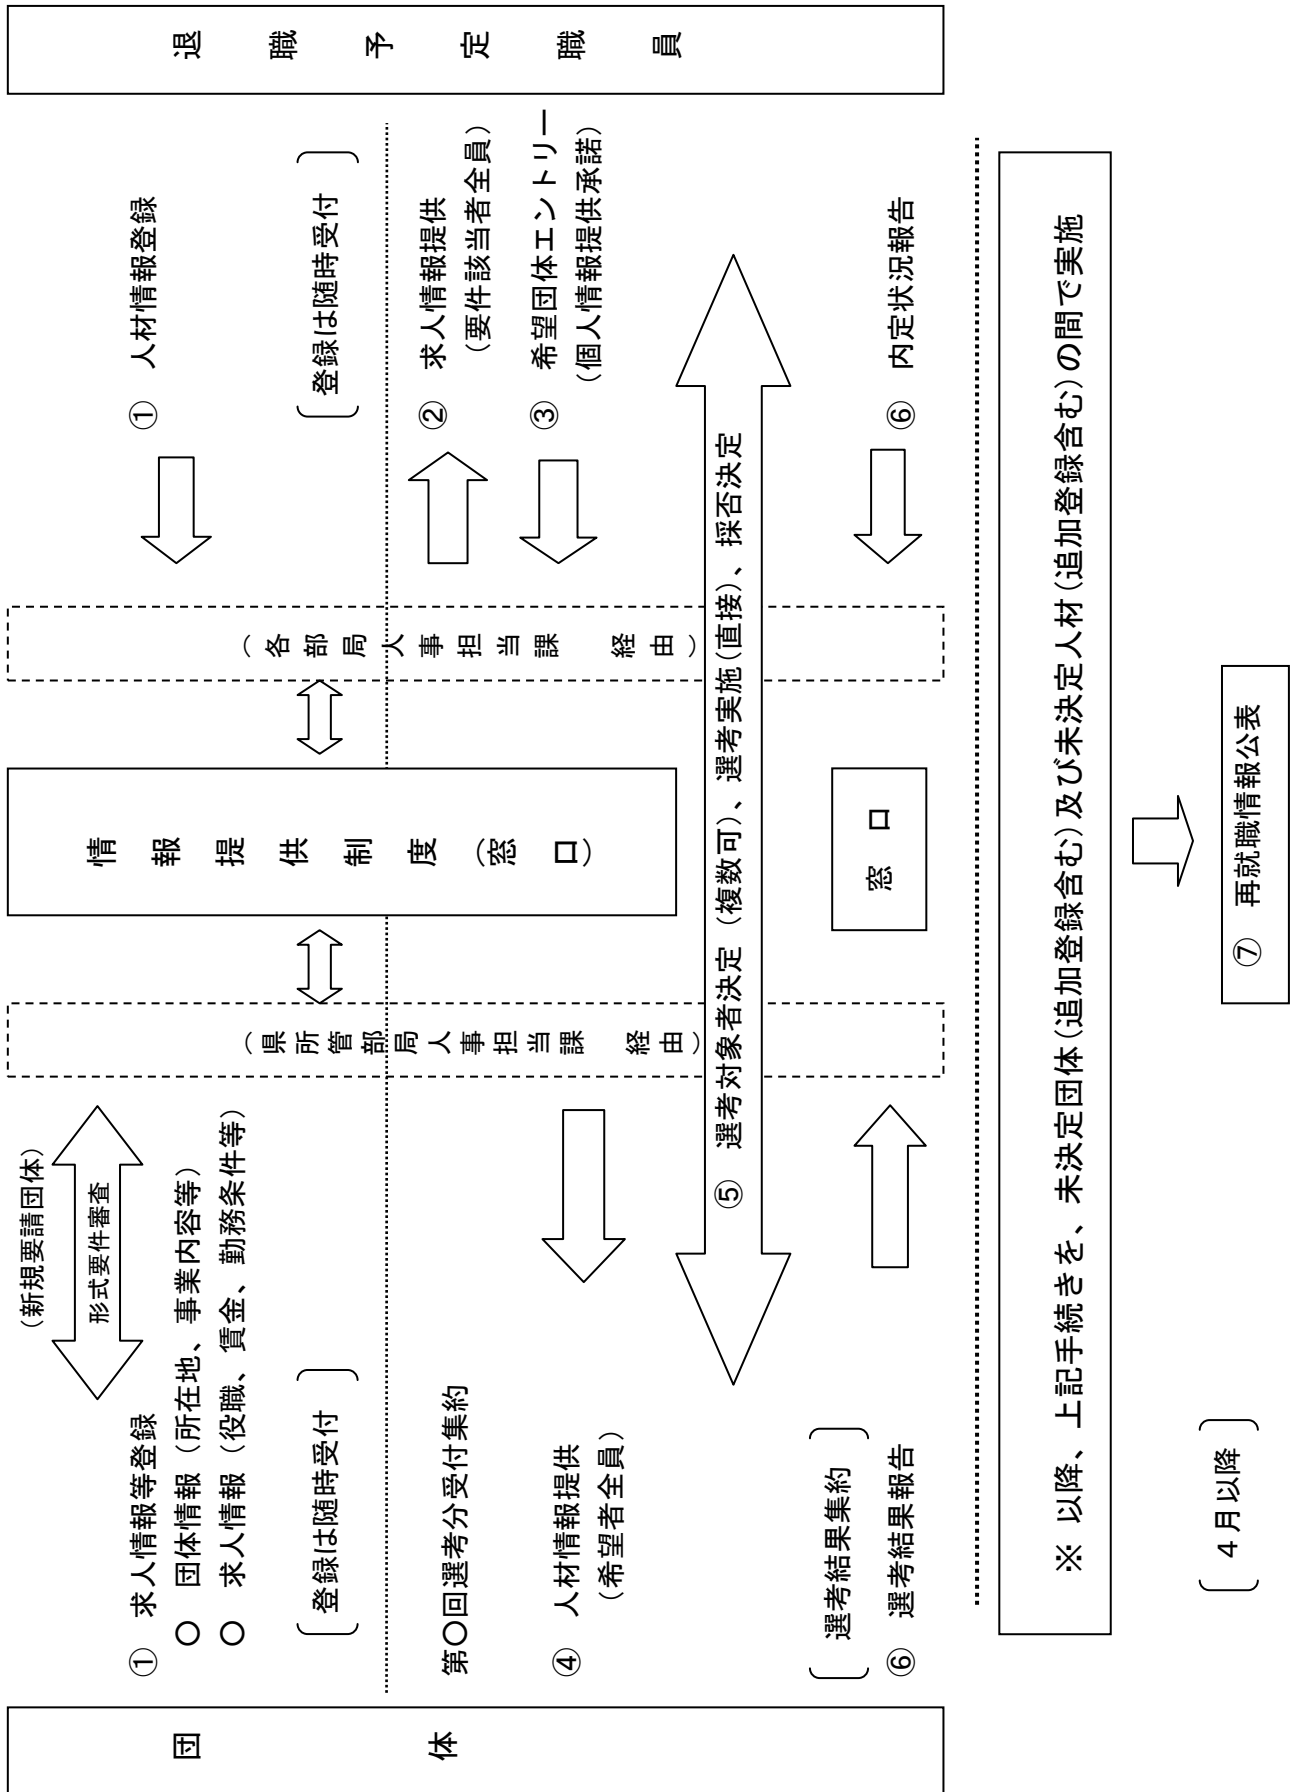 団体
(新規要請団体)
形式要件審査
① 求人情報等登録
○ 団体情報（所在地、事業内容等）
○ 求人情報（役職、賃金、勤務条件等）
登録は随時受付
第○回選考分受付集約
④ 人材情報提供
（希望者全員）
選考結果集約
⑥ 選考結果報告
（県所管部局人事担当課 経由）
情報提供制度（窓口）
窓口
（各部局人事担当課 経由）
① 人材情報登録
登録は随時受付
② 求人情報提供
（要件該当者全員）
③ 希望団体エントリー
（個人情報提供承諾）
⑤ 選考対象者決定（複数可）、選考実施(直接)、採否決定
⑥ 内定状況報告
退職予定職員
※ 以降、上記手続きを、未決定団体(追加登録含む)及び未決定人材(追加登録含む)の間で実施
４月以降
⑦ 再就職情報公表